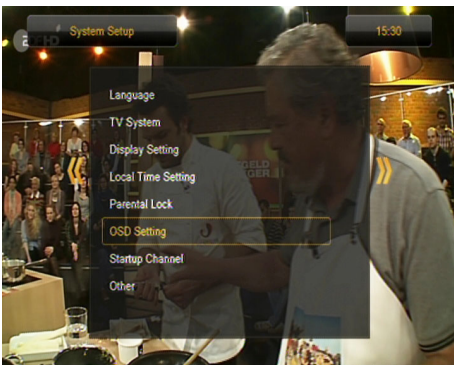 System Setup
15:30
Language
TV System
Display Setting
Local Time Setting
Parental Lock
OSD Setting
Startup Channel
Other